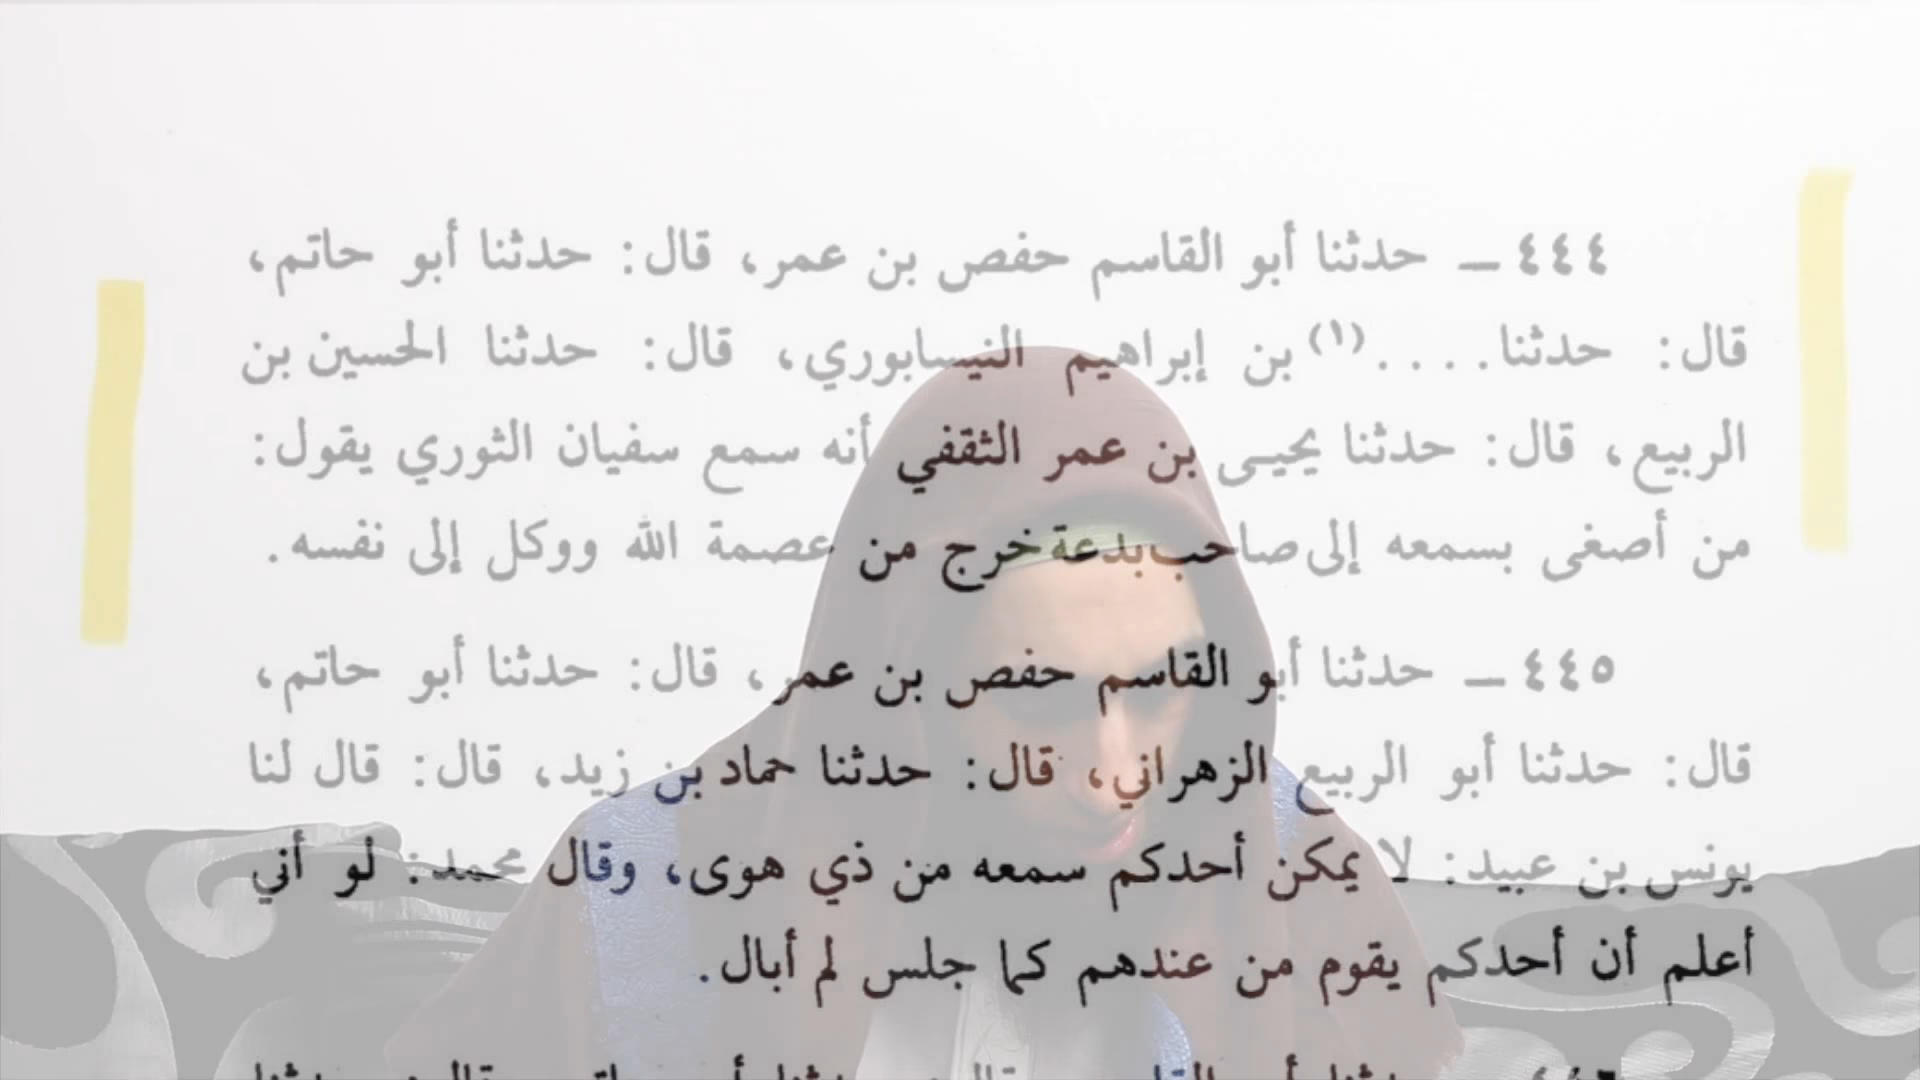 ٤٤٤ ـ حدثنا أبو القاسم حفص بن عمر، قال: حدثنا أبو حاتم،
قال: حدثنا....(١) بن إبراهيم النيسابوري، قال: حدثنا الحسين بن
الربيع، قال: حدثنا يحيى بن عمر الثقفي أنه سمع سفيان الثوري يقول:
من أصغى بسمعه إلى صاحب بدعة خرج من عصمة الله ووكل إلى نفسه.
٤٤٥ ـ حدثنا أبو القاسم حفص بن عمر، قال: حدثنا أبو حاتم،
قال: حدثنا أبو الربيع الزهراني، قال: حدثنا حماد بن زيد، قال: قال لنا
يونس بن عبيد: لا يمكن أحدكم سمعه من ذي هوى، وقال محمد: لو أني
أعلم أن أحدكم يقوم من عندهم كما جلس لم أبال.